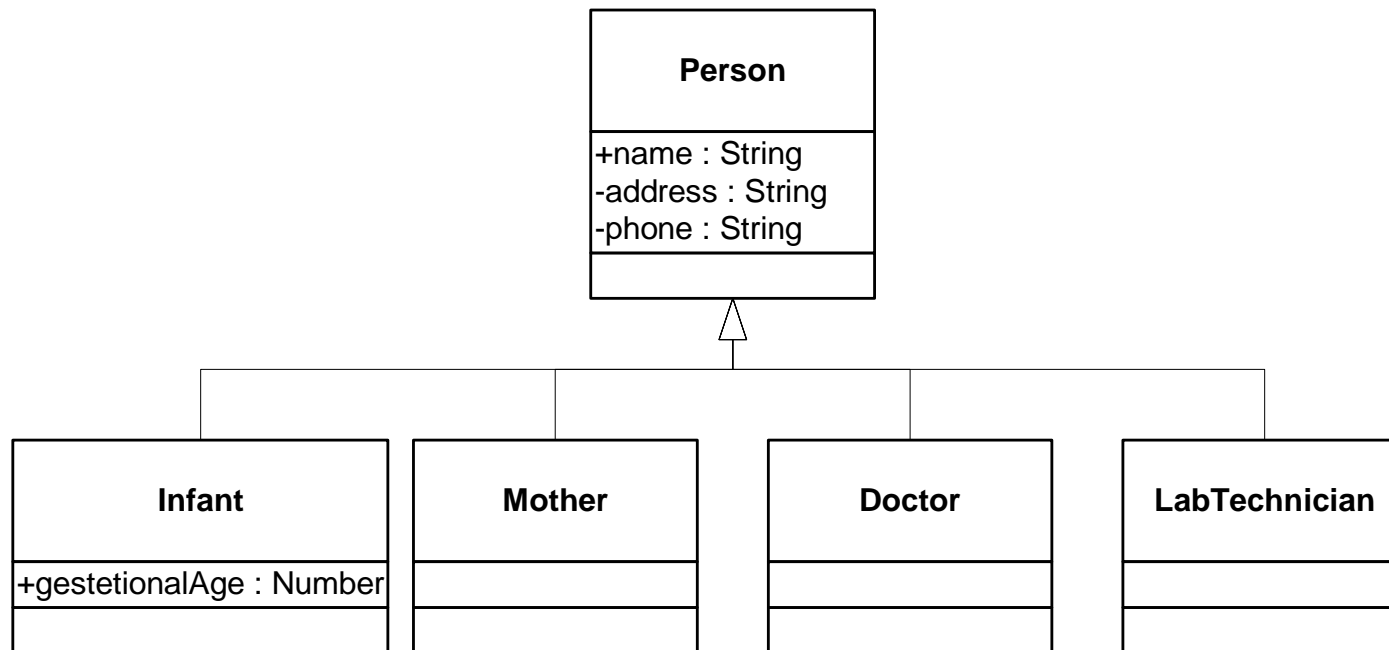 Person
+name : String
-address : String
-phone : String
Infant
Mother
Doctor
LabTechnician
+gestetionalAge : Number